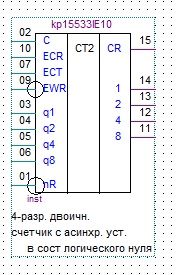 kp15533IE10
02 C CT2 CR 15
10 ECR
07 ECT
09 EWR 1 14
03 q1 2 13
04 q2 4 12
05 q4 8 11
06 q8
01 nR
inst
4-разр. двоичн.
счетчик с асинхр. уст.
в сост логического нуля